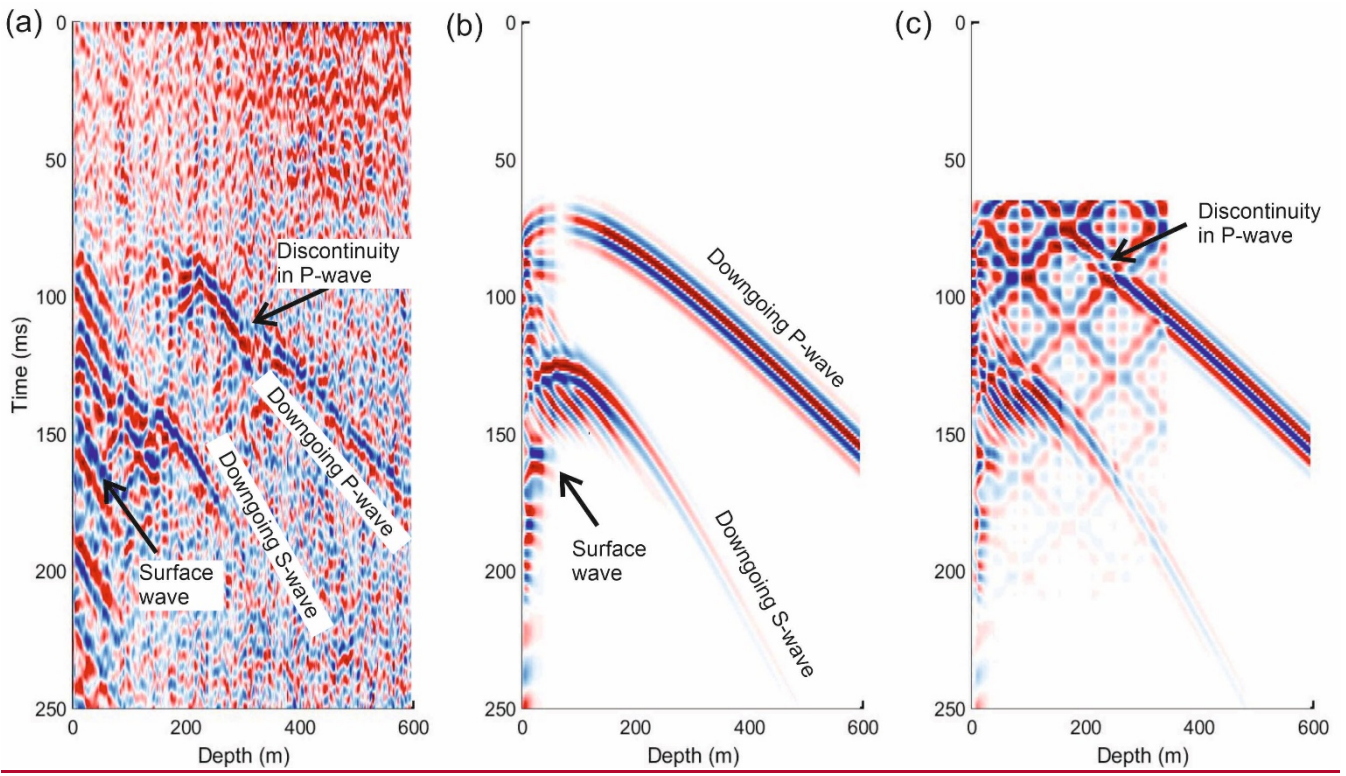 (a)
0
50
100
150
200
250
Time (ms)
0
200
400
600
Depth (m)
Discontinuity
in P-wave
Downgoing P-wave
Downgoing S-wave
Surface
wave
(b)
0
50
100
150
200
250
0
200
400
600
Depth (m)
Downgoing P-wave
Downgoing S-wave
Surface
wave
(c)
0
50
100
150
200
250
0
200
400
600
Depth (m)
Discontinuity
in P-wave